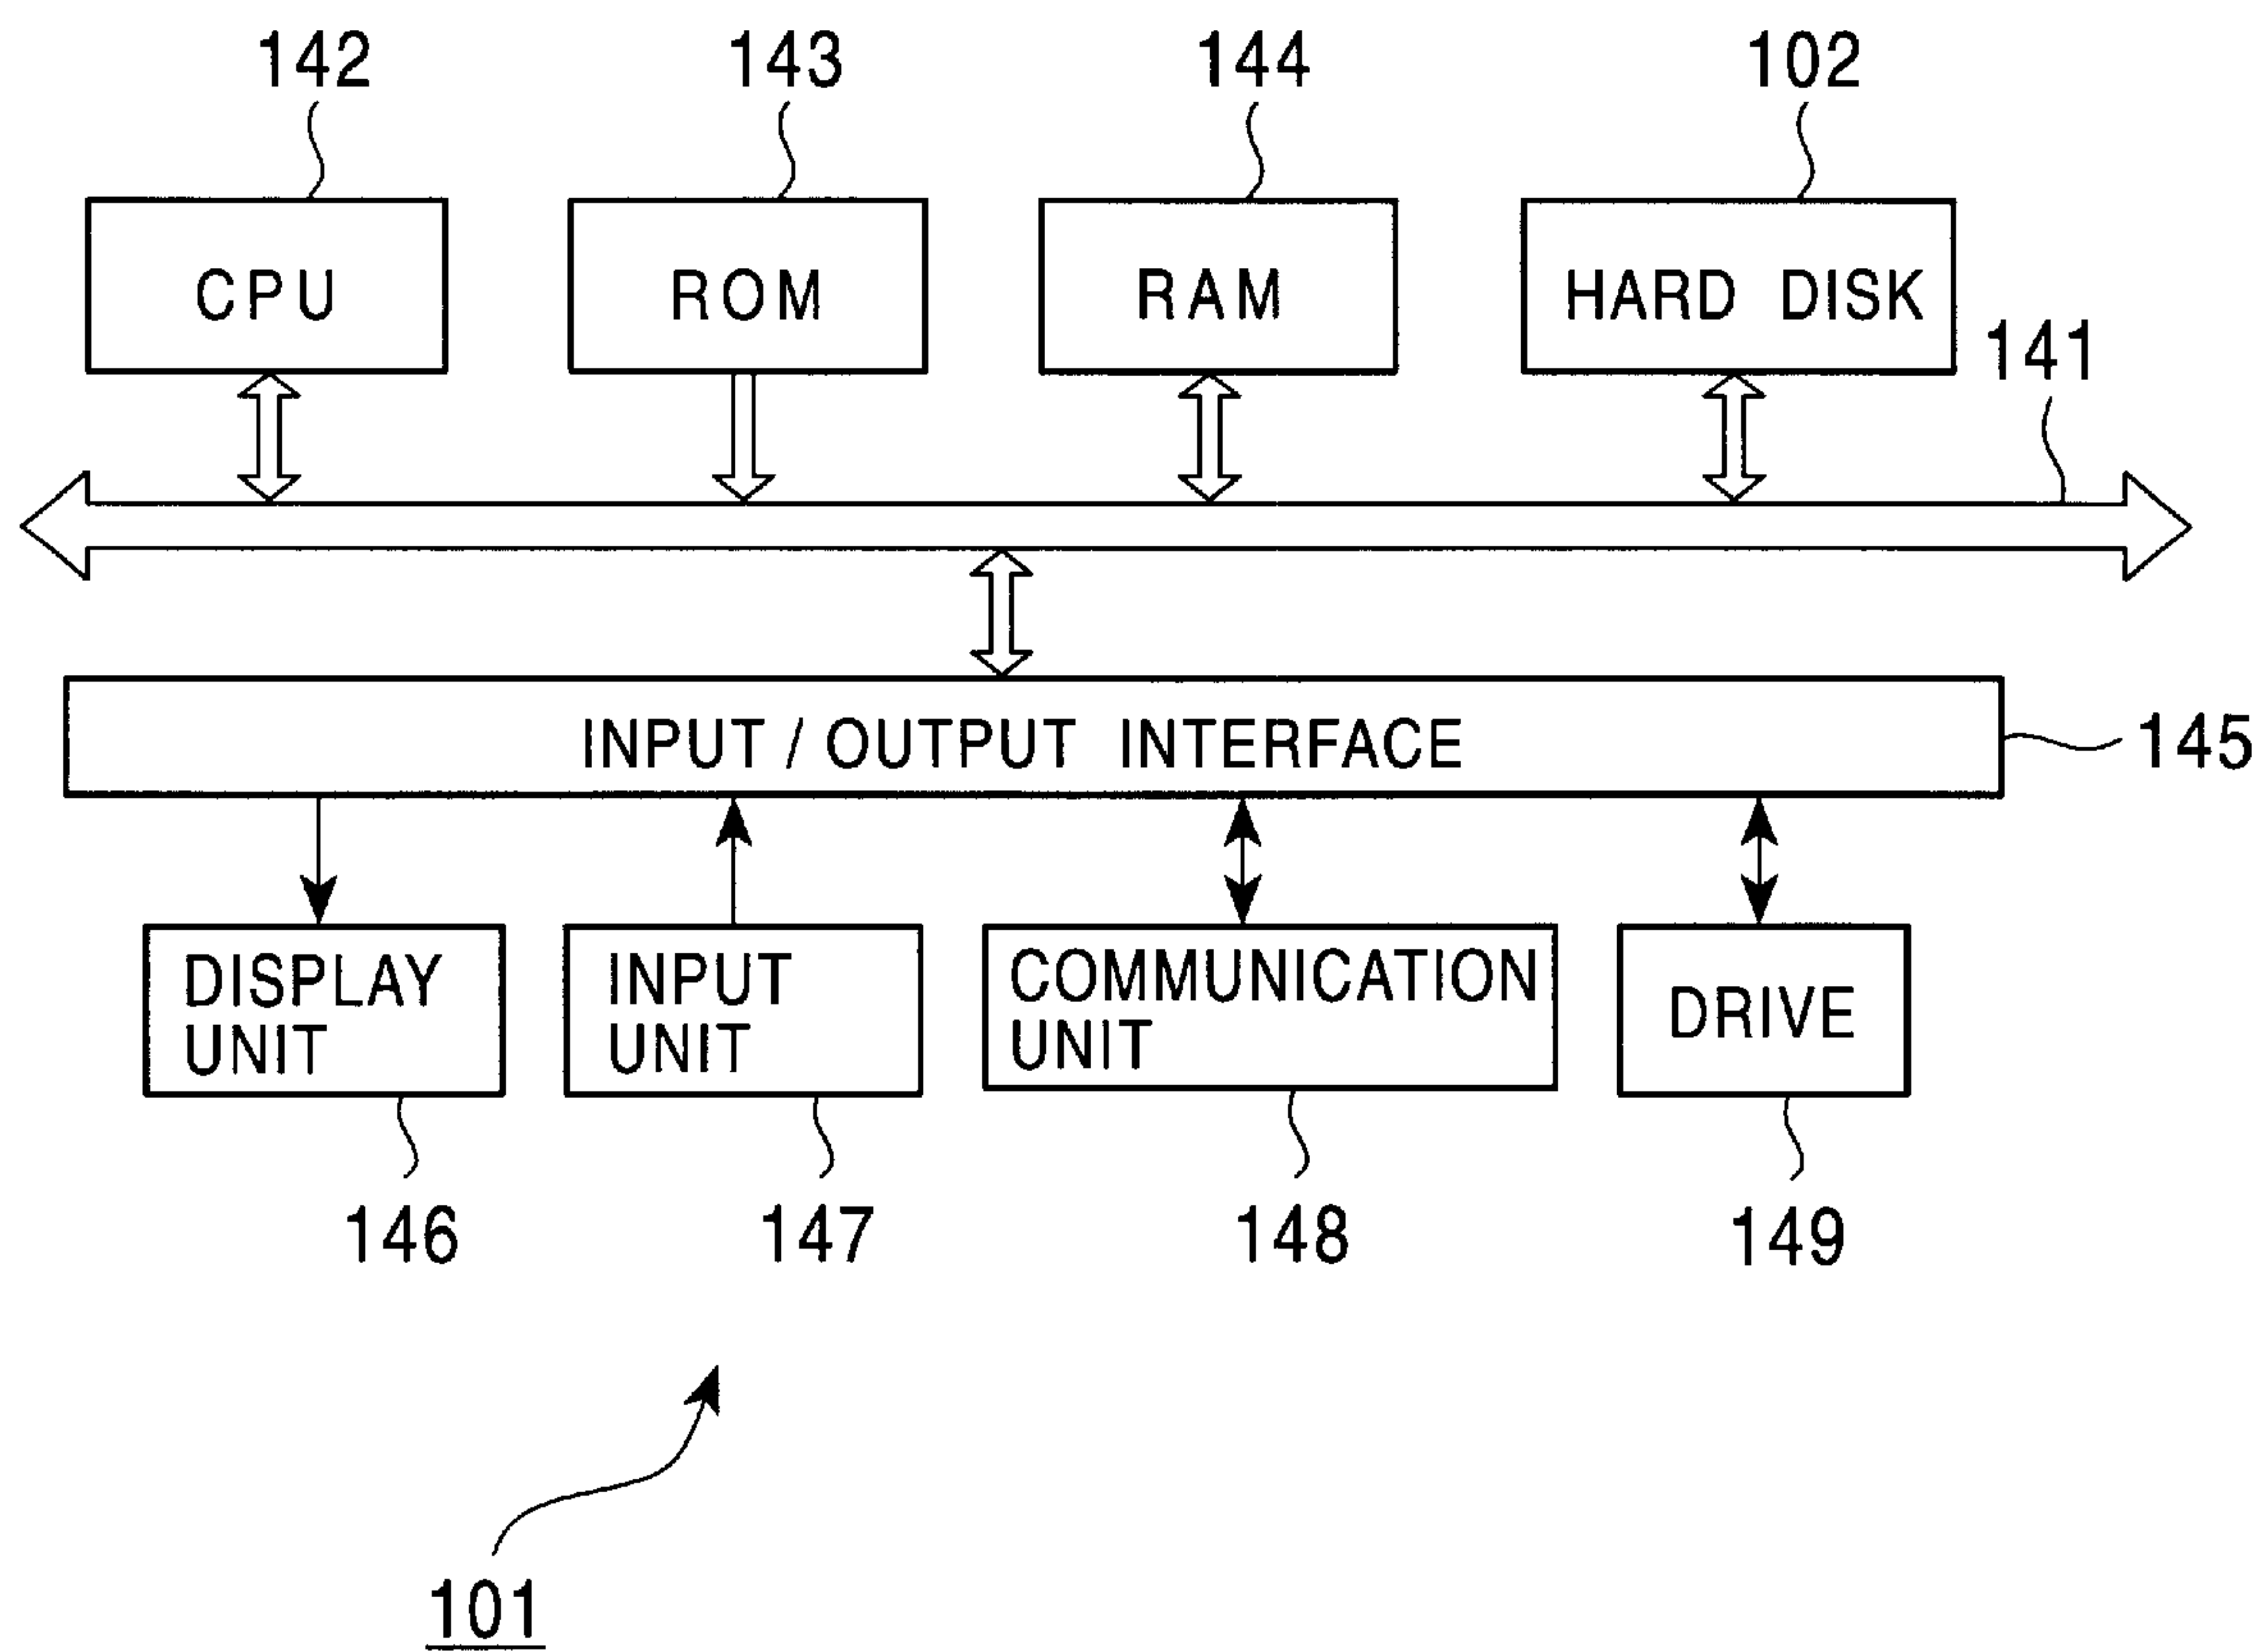 142 143 144 102
CPU ROM RAM HARD DISK
141
INPUT / OUTPUT INTERFACE
145
DISPLAY
UNIT
INPUT
UNIT
COMMUNICATION
UNIT
DRIVE
146 147 148 149
101